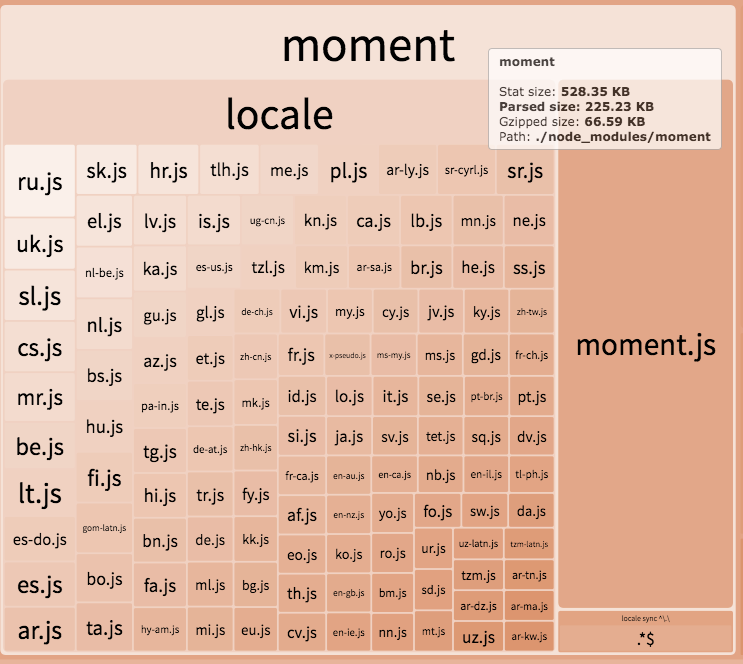 moment
moment
Stat size: 528.35 KB
Parsed size: 225.23 KB
Gzipped size: 66.59 KB
Path: ./node_modules/moment
locale
ru.js
uk.js
sl.js
cs.js
mr.js
be.js
lt.js
es-do.js
es.js
ar.js
sk.js
el.js
nl-be.js
nl.js
bs.js
hu.js
fi.js
gom-latn.js
bo.js
ta.js
hr.js
tlh.js
me.js
pl.js
ar-ly.js
sr-cyrl.js
sr.js
lv.js
is.js
ug-cn.js
kn.js
ca.js
lb.js
mn.js
ne.js
ka.js
es-us.js
tzl.js
km.js
ar-sa.js
br.js
he.js
ss.js
gu.js
az.js
pa-in.js
tg.js
hi.js
bn.js
fa.js
hy-am.js
gl.js
et.js
te.js
de-at.js
tr.js
de.js
ml.js
mi.js
de-ch.js
zh-cn.js
mk.js
zh-hk.js
fy.js
kk.js
bg.js
eu.js
vi.js
my.js
cy.js
jv.js
ky.js
zh-tw.js
fr.js
x-pseudo.js
ms-my.js
ms.js
gd.js
fr-ch.js
id.js
lo.js
it.js
se.js
pt-br.js
pt.js
si.js
ja.js
sv.js
tet.js
sq.js
dv.js
fr-ca.js
en-au.js
en-ca.js
nb.js
en-il.js
tl-ph.js
af.js
en-nz.js
yo.js
fo.js
sw.js
da.js
eo.js
ko.js
ro.js
ur.js
uz-latn.js
tzm-latn.js
th.js
en-gb.js
bm.js
sd.js
tzm.js
ar-tn.js
ar-dz.js
ar-ma.js
cv.js
en-ie.js
nn.js
mt.js
uz.js
ar-kw.js
moment.js
locale sync ^\.\
.*$